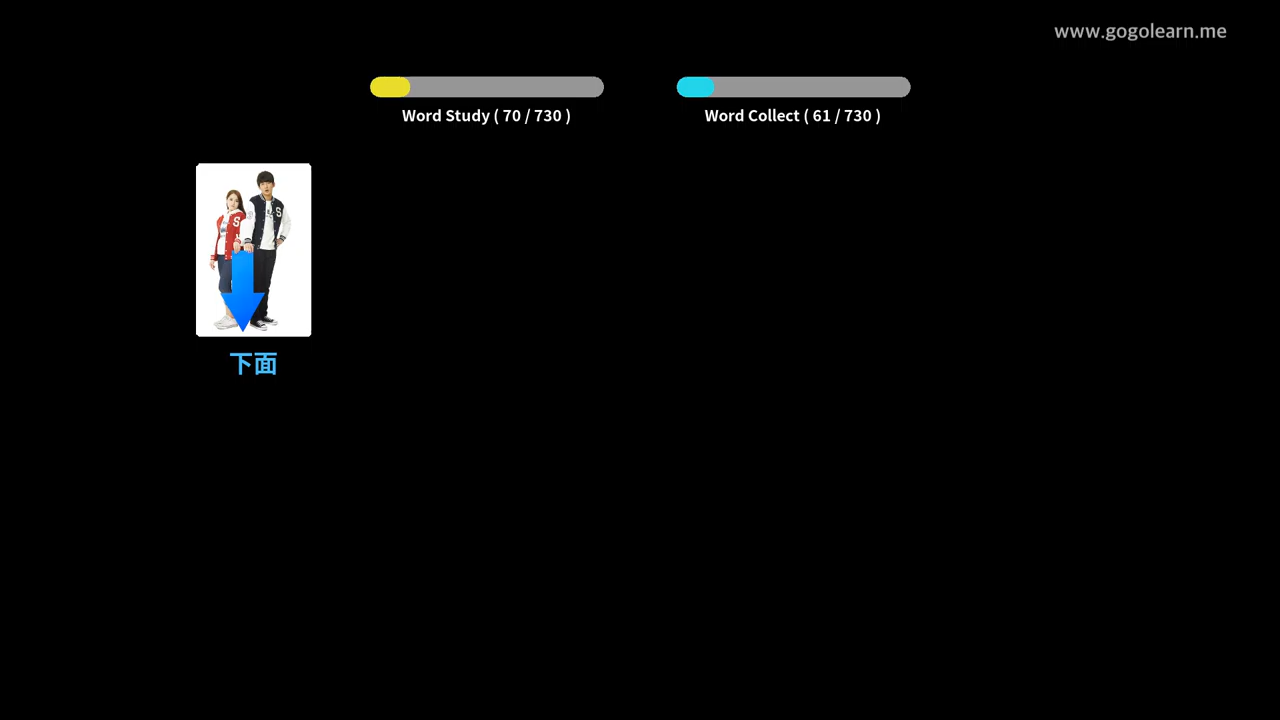 www.gogolearn.me
Word Study ( 70 / 730 )
Word Collect ( 61 / 730 )
S
S
下面